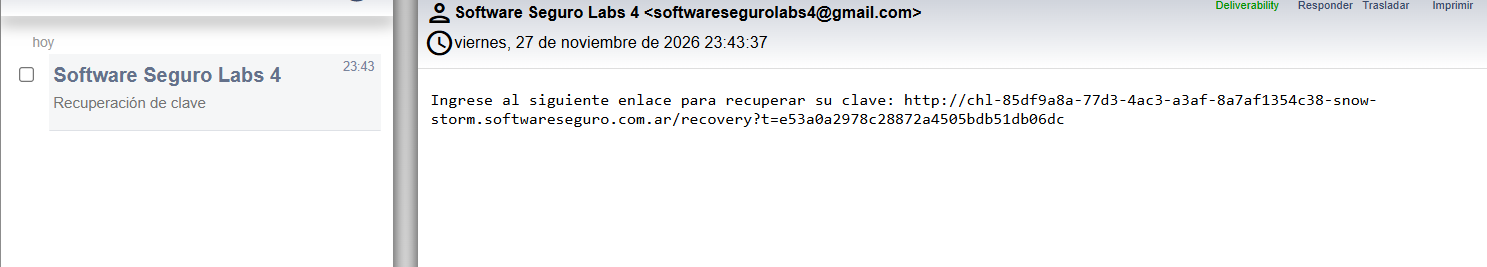 hoy
Software Seguro Labs 4
23:43
Recuperación de clave
Software Seguro Labs 4 <softwaresegurolabs4@gmail.com>
Deliverability Responder Trasladar Imprimir
viernes, 27 de noviembre de 2026 23:43:37
Ingrese al siguiente enlace para recuperar su clave: http://chl-85df9a8a-77d3-4ac3-a3af-8a7af1354c38-snow-
storm.softwareseguro.com.ar/recovery?t=e53a0a2978c28872a4505bdb51db06dc